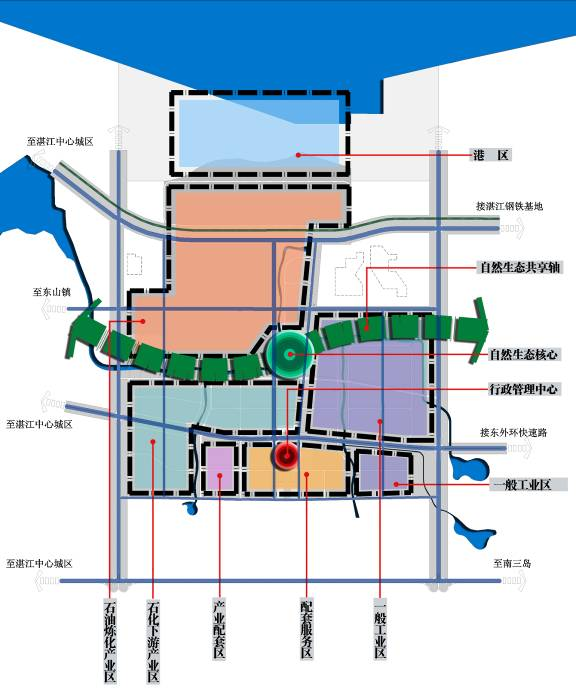 至湛江中心城区
港 区
接湛江钢铁基地
自然生态共享轴
至东山镇
自然生态核心
行政管理中心
至湛江中心城区
接东外环快速路
一般工业区
至湛江中心城区
至南三岛
石油炼化产业区
石化下游产业区
产业配套区
配套服务区
一般工业区